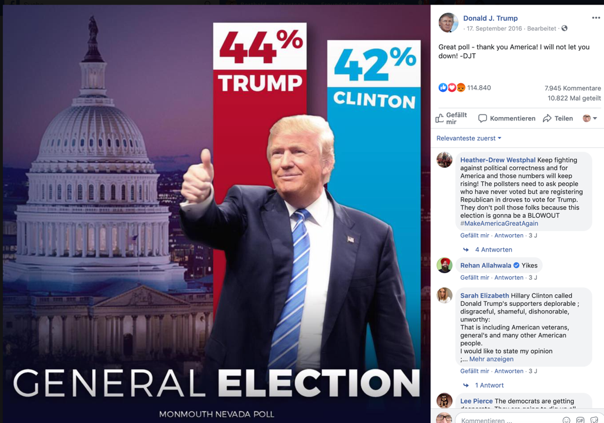 44%
TRUMP
42%
CLINTON
GENERAL ELECTION
MONMOUTH NEVADA POLL
Donald J. Trump
17. September 2016 · Bearbeitet ·
Great poll - thank you America! I will not let you
down! -DJT
114.840
7.945 Kommentare
10.822 Mal geteilt
Gefällt
mir
Kommentieren
Teilen
Relevanteste zuerst
Heather-Drew Westphal Keep fighting
against political correctness and for
America and those numbers will keep
rising! The pollsters need to ask people
who have never voted but are registering
Republican in droves to vote for Trump.
They don't poll those folks because this
election is gonna be a BLOWOUT
#MakeAmericaGreatAgain
Gefällt mir · Antworten · 3 J
4 Antworten
Rehan Allahwala Yikes
Gefällt mir · Antworten · 3 J
Sarah Elizabeth Hillary Clinton called
Donald Trump's supporters deplorable ;
disgraceful, shameful, dishonorable,
unworthy:
That is including American veterans,
general's and many other American
people.
I would like to state my opinion
;... Mehr anzeigen
Gefällt mir · Antworten · 3 J
1 Antwort
Lee Pierce The democrats are getting
Kommentieren ...